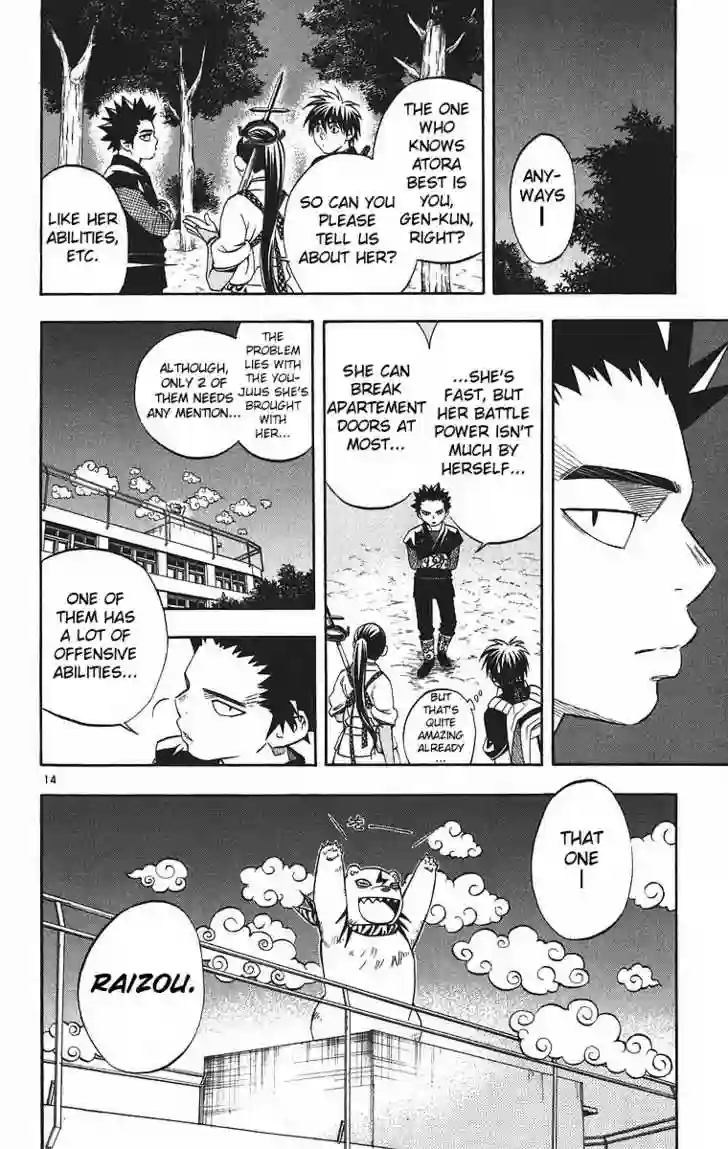 ANY-
WAYS
—
THE ONE
WHO
KNOWS
ATORA
BEST IS
YOU,
GEN-KUN,
RIGHT?
SO CAN YOU
PLEASE
TELL US
ABOUT HER?
LIKE HER
ABILITIES,
ETC.
...SHE'S
FAST, BUT
HER BATTLE
POWER ISN'T
MUCH BY
HERSELF...
SHE CAN
BREAK
APARTEMENT
DOORS AT
MOST...
BUT
THAT'S
QUITE
AMAZING
ALREADY
...
THE
PROBLEM
LIES WITH
THE YOU-
JUUS SHE'S
BROUGHT
WITH
HER...
ALTHOUGH,
ONLY 2 OF
THEM NEEDS
ANY MENTION...
ONE OF
THEM HAS
A LOT OF
OFFENSIVE
ABILITIES...
14
THAT
ONE
—
RAIZOU.